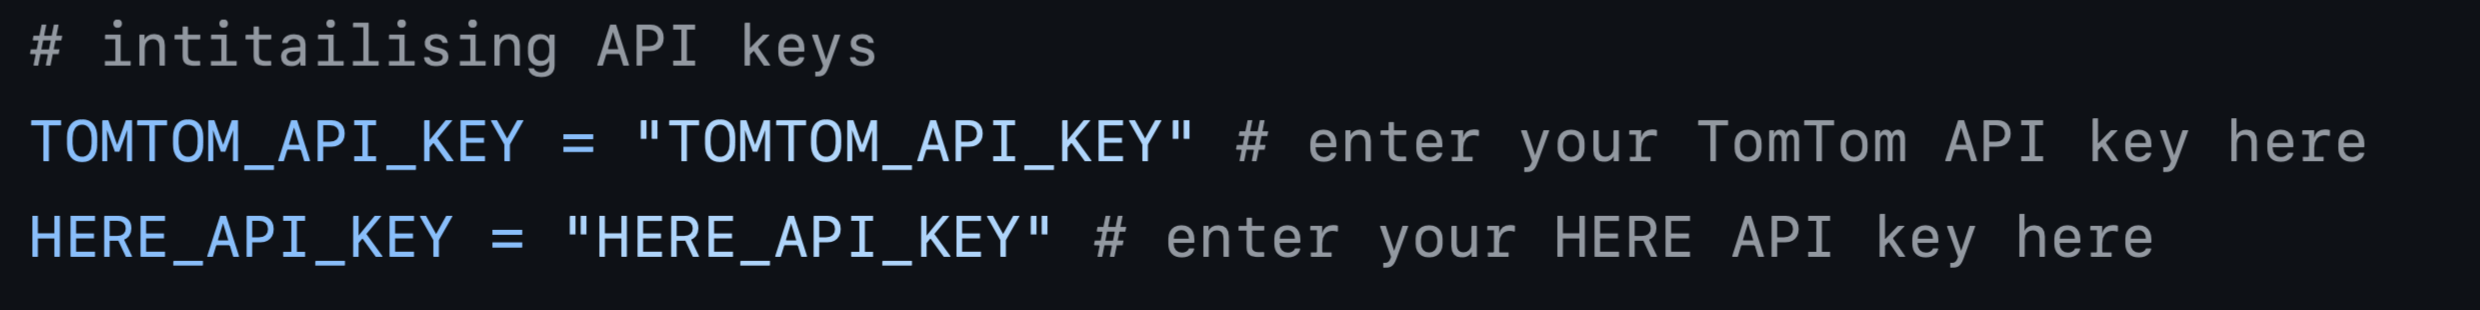 # intitailising API keys
TOMTOM_API_KEY = "TOMTOM_API_KEY" # enter your TomTom API key here
HERE_API_KEY = "HERE_API_KEY" # enter your HERE API key here